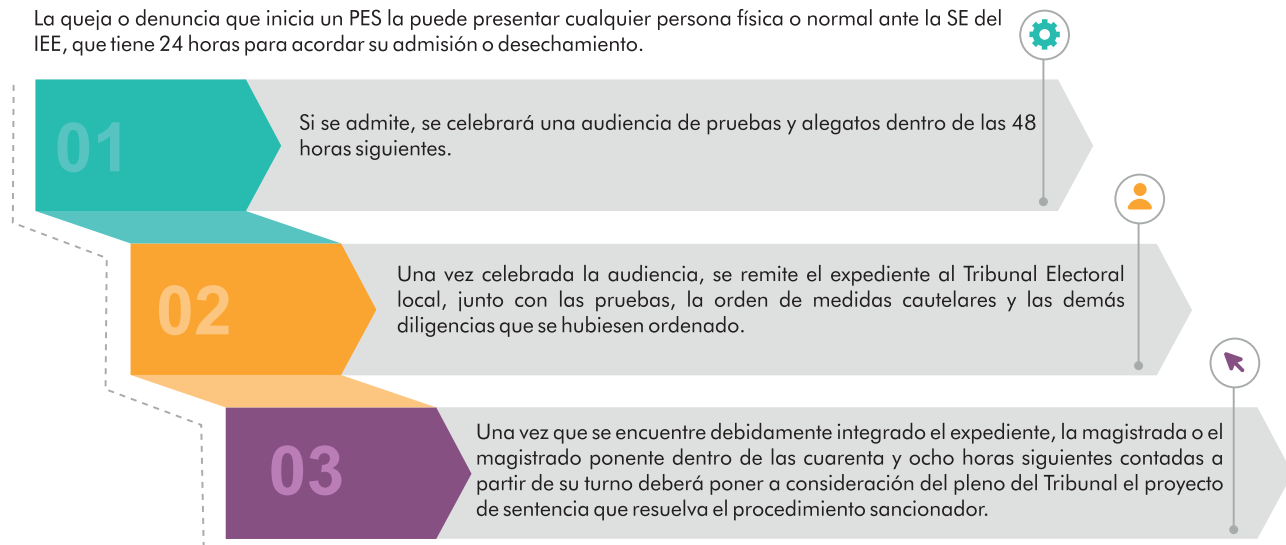 La queja o denuncia que inicia un PES la puede presentar cualquier persona física o normal ante la SE del
IEE, que tiene 24 horas para acordar su admisión o desechamiento.
01
Si se admite, se celebrará una audiencia de pruebas y alegatos dentro de las 48
horas siguientes.
02
Una vez celebrada la audiencia, se remite el expediente al Tribunal Electoral
local, junto con las pruebas, la orden de medidas cautelares y las demás
diligencias que se hubiesen ordenado.
03
Una vez que se encuentre debidamente integrado el expediente, la magistrada o el
magistrado ponente dentro de las cuarenta y ocho horas siguientes contadas a
partir de su turno deberá poner a consideración del pleno del Tribunal el proyecto
de sentencia que resuelva el procedimiento sancionador.